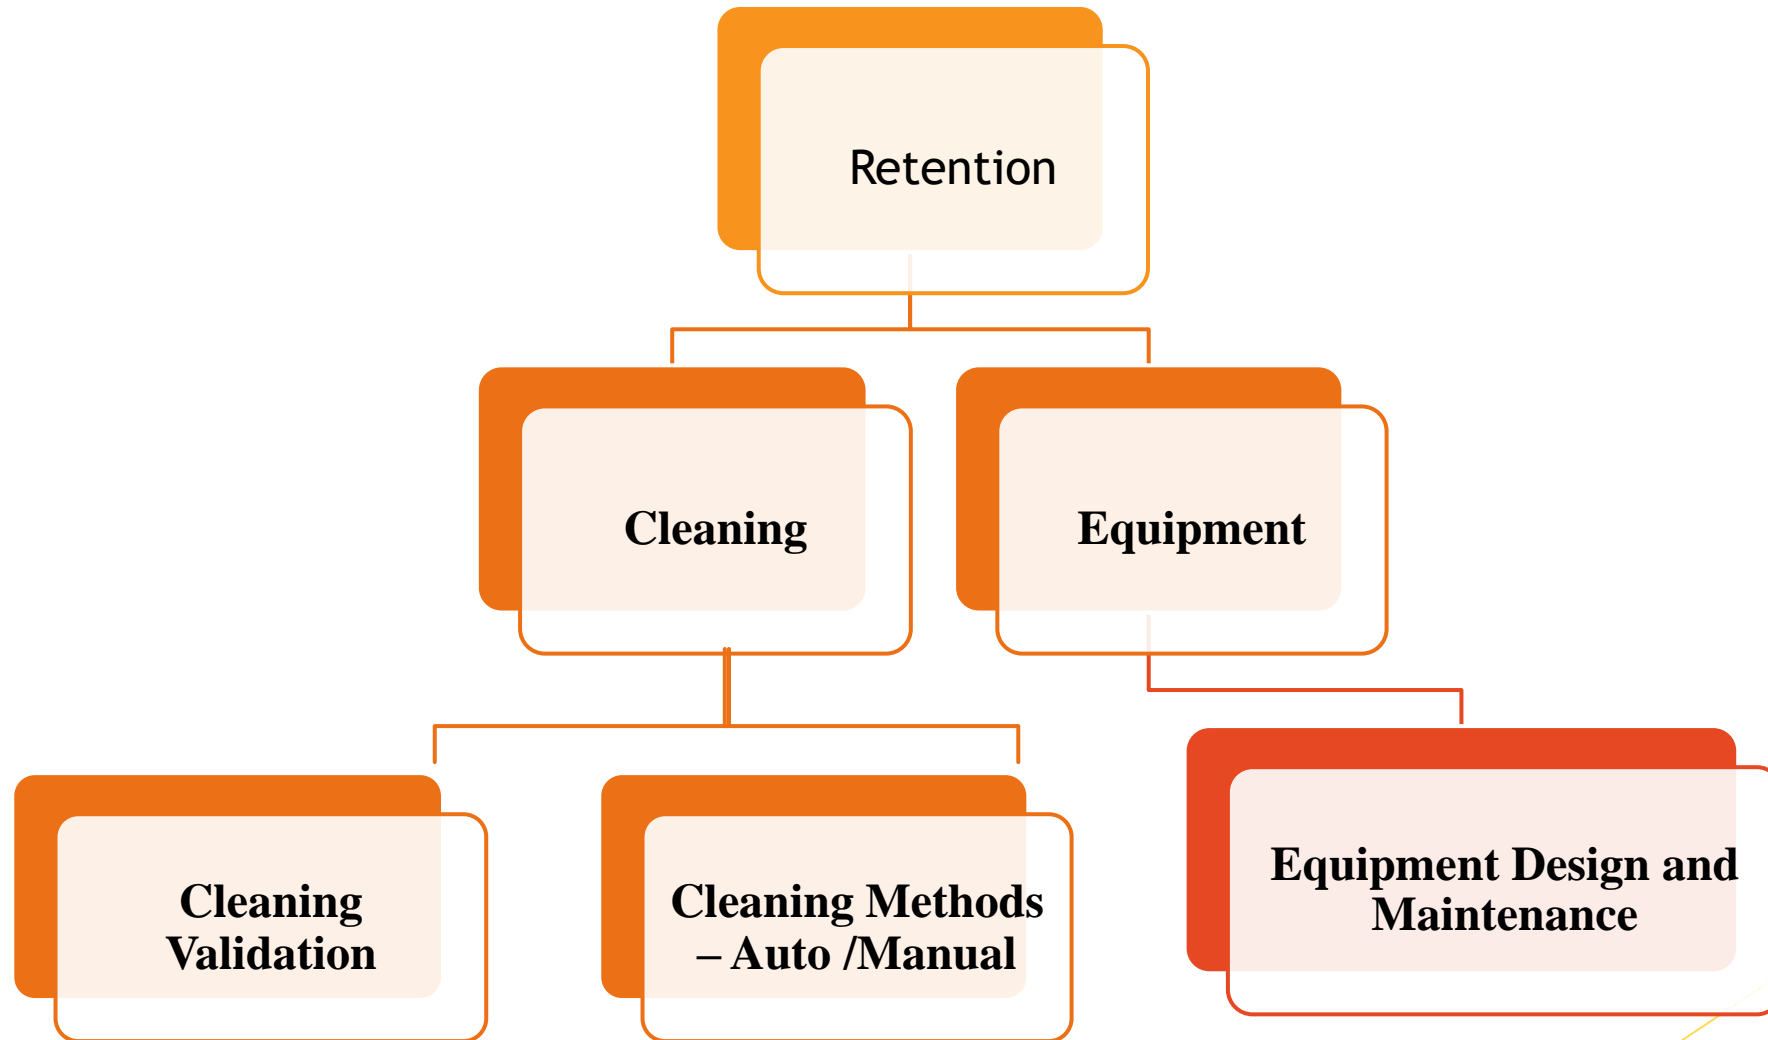 Retention
Cleaning
Equipment
Cleaning
Validation
Cleaning Methods
– Auto /Manual
Equipment Design and
Maintenance